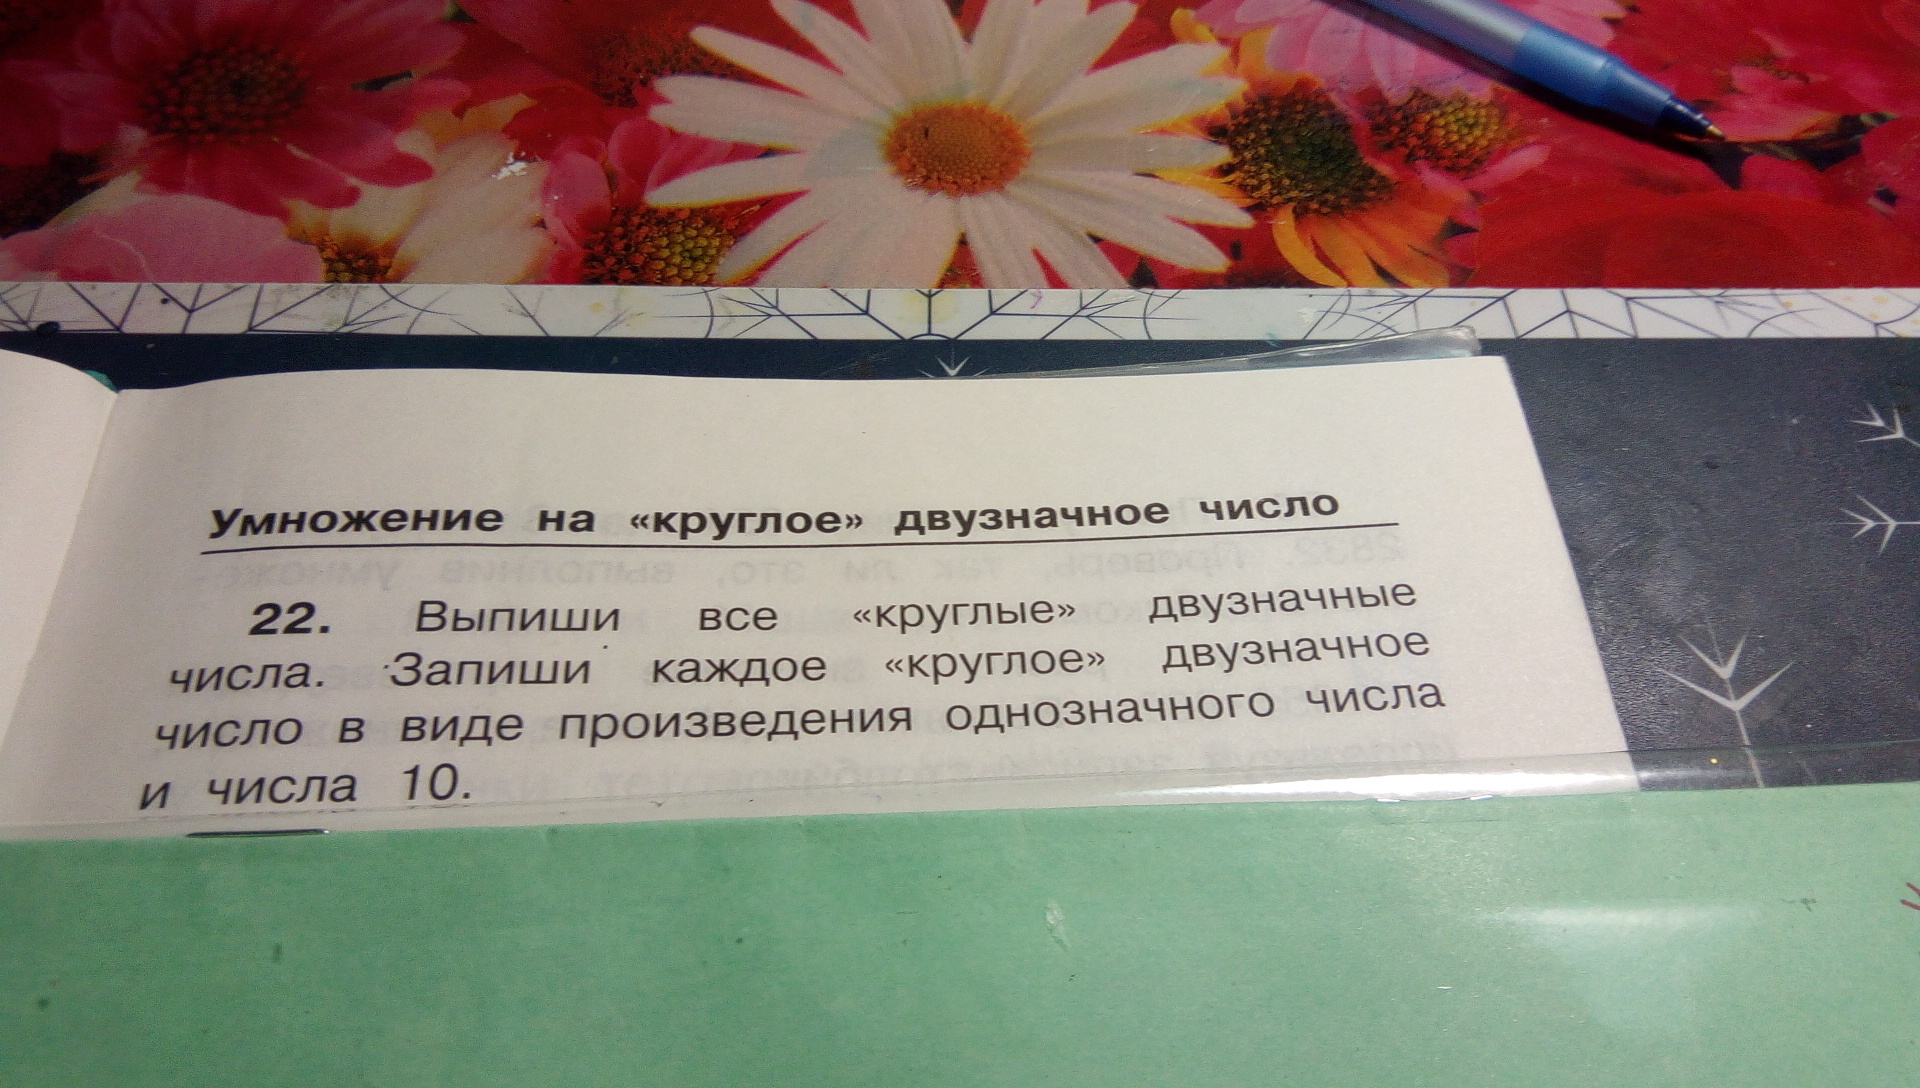 Умножение на «круглое» двузначное число
22. Выпиши все «круглые» двузначные
числа. Запиши каждое «круглое» двузначное
число в виде произведения однозначного числа
и числа 10.